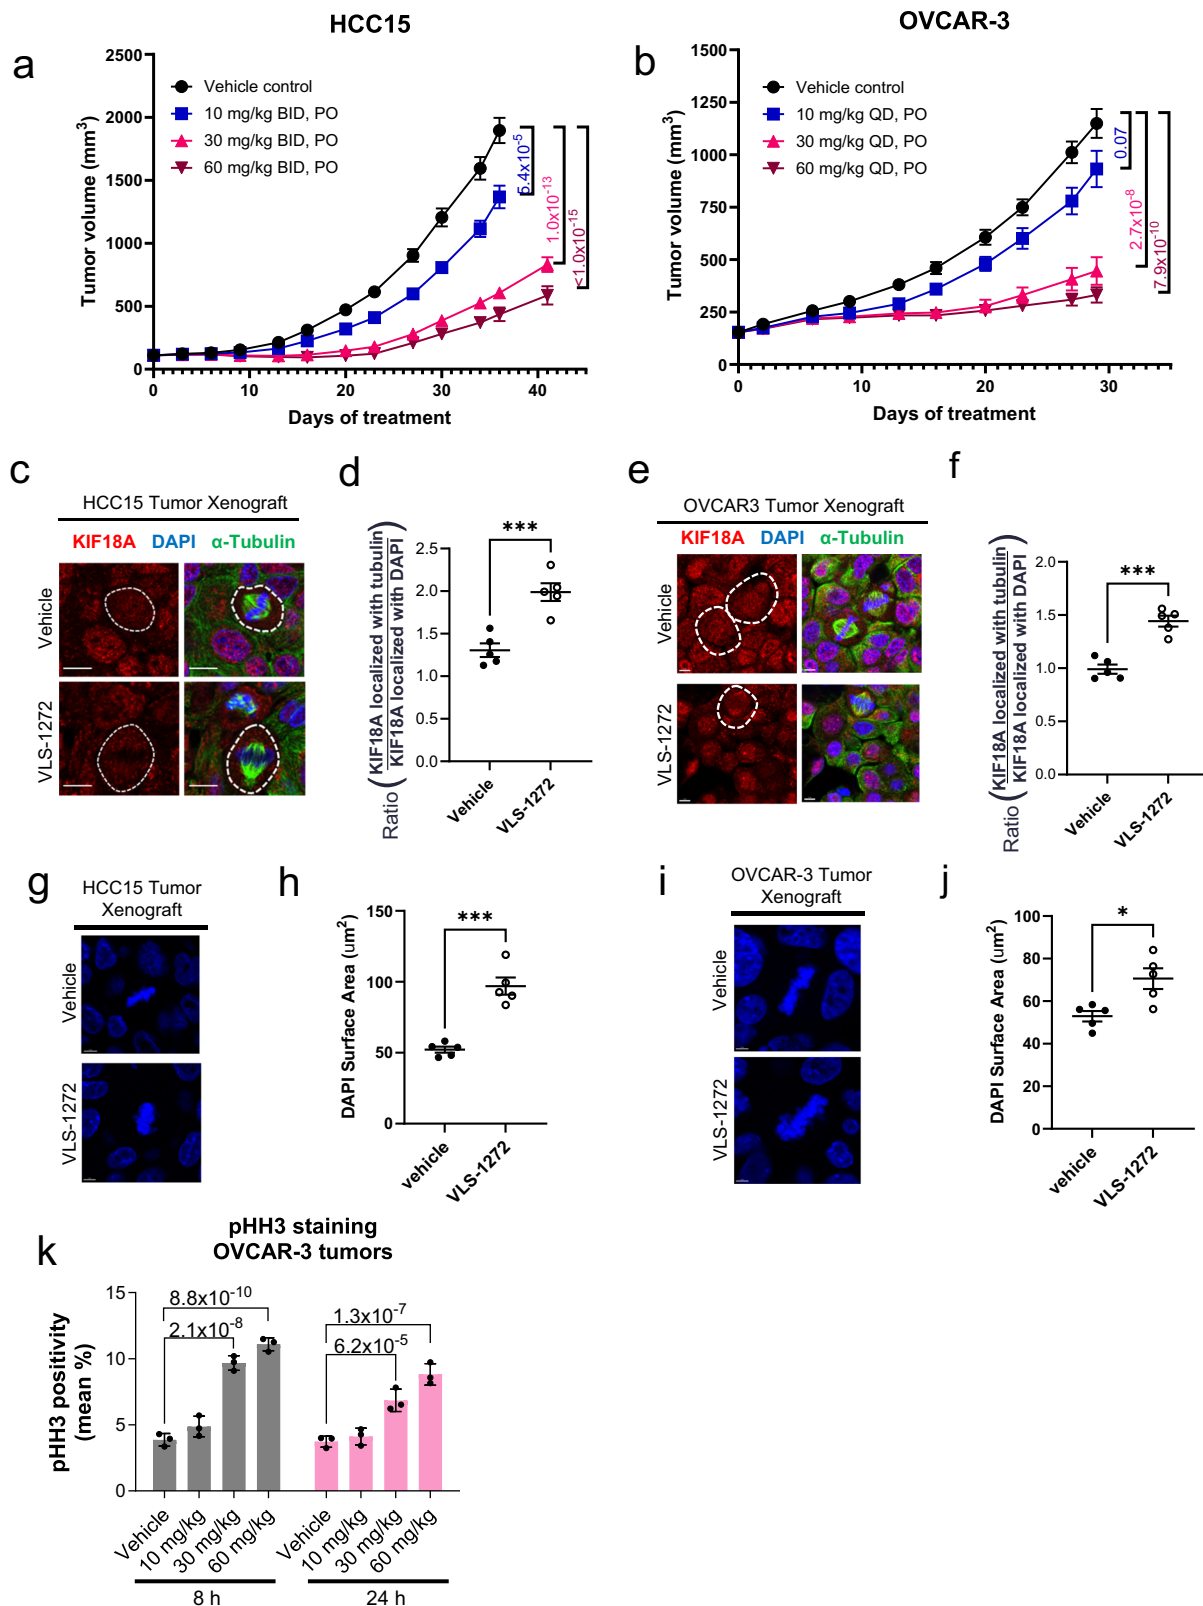 HCC15
OVCAR-3
a
Tumor volume (mm³)
2500
2000
1500
1000
500
0
Vehicle control
10 mg/kg BID, PO
30 mg/kg BID, PO
60 mg/kg BID, PO
5.4x10⁻⁵
1.0x10⁻¹³
<1.0x10⁻¹⁵
0 10 20 30 40
Days of treatment
b
Tumor volume (mm³)
1500
1250
1000
750
500
250
0
Vehicle control
10 mg/kg QD, PO
30 mg/kg QD, PO
60 mg/kg QD, PO
0.07
2.7x10⁻⁸
7.9x10⁻¹⁰
0 10 20 30
Days of treatment
c
HCC15 Tumor Xenograft
KIF18A DAPI α-Tubulin
Vehicle
VLS-1272
d
Ratio (KIF18A localized with tubulin)
KIF18A localized with DAPI
2.5
2.0
1.5
1.0
0.5
0.0
***
Vehicle
VLS-1272
e
OVCAR3 Tumor Xenograft
KIF18A DAPI α-Tubulin
Vehicle
VLS-1272
f
Ratio (KIF18A localized with tubulin)
KIF18A localized with DAPI
2.0
1.5
1.0
0.5
0.0
***
Vehicle
VLS-1272
g
HCC15 Tumor
Xenograft
Vehicle
VLS-1272
h
DAPI Surface Area (um²)
150
100
50
0
***
vehicle
VLS-1272
i
OVCAR-3 Tumor
Xenograft
Vehicle
VLS-1272
j
DAPI Surface Area (um²)
100
80
60
40
20
0
*
vehicle
VLS-1272
k
pHH3 staining
OVCAR-3 tumors
pHH3 positivity
(mean %)
15
10
5
0
8.8x10⁻¹⁰
2.1x10⁻⁸
1.3x10⁻⁷
6.2x10⁻⁵
Vehicle
10 mg/kg
30 mg/kg
60 mg/kg
Vehicle
10 mg/kg
30 mg/kg
60 mg/kg
8 h
24 h